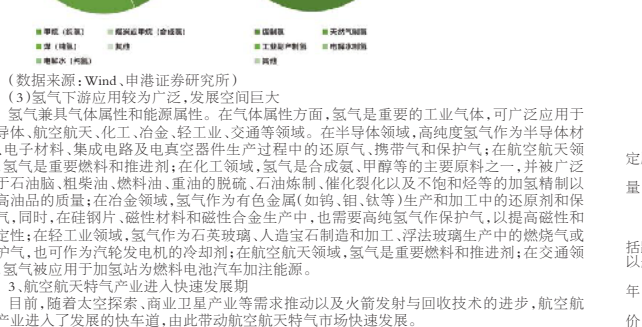 甲烷
煤
其他
电解水
煤制氢
天然气制氢
工业副产制氢
电解水制氢
其他
(数据来源:Wind、申港证券研究所)
(3)氢气下游应用较为广泛,发展空间巨大
氢气兼具气体属性和能源属性。在气体属性方面,氢气是重要的工业气体,可广泛应用于
导体、航空航天、化工、冶金、轻工业、交通等领域。在半导体领域,高纯度氢气作为半导体材
、电子材料、集成电路及电真空器件生产过程中的还原气、携带气和保护气;在航空航天领
,氢气是重要燃料和推进剂;在化工领域,氢气是合成氨、甲醇等的主要原料之一,并被广泛
于石油脑、粗柴油、燃料油、重油的脱硫、石油炼制、催化裂化以及不饱和烃等的加氢精制以
高油品的质量;在冶金领域,氢气作为有色金属(如钨、钼、钛等)生产和加工中的还原剂和保
气,同时,在硅钢片、磁性材料和磁性合金生产中,也需要高纯氢气作保护气,以提高磁性和
定性;在轻工业领域,氢气作为石英玻璃、人造宝石制造和加工、浮法玻璃生产中的燃烧气或
护气,也可作为汽轮发电机的冷却剂;在航空航天领域,氢气是重要燃料和推进剂;在交通领
,氢气被应用于加氢站为燃料电池汽车加注能源。
3、航空航天特气产业进入快速发展期
目前,随着太空探索、商业卫星产业等需求推动以及火箭发射与回收技术的进步,航空航
产业进入了发展的快车道,由此带动航空航天特气市场快速发展。
定
量
括
以
年
价